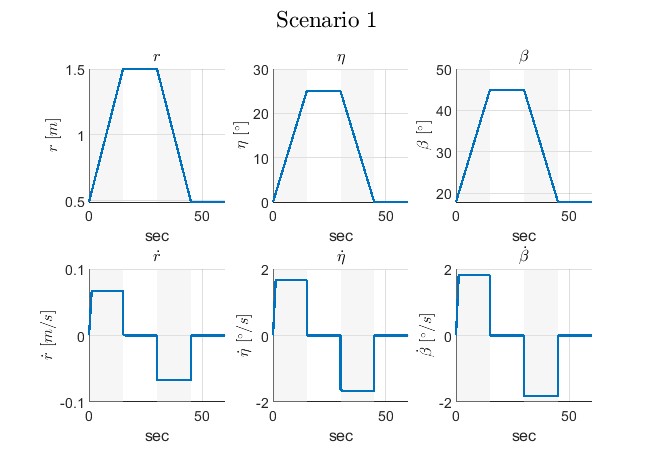 Scenario 1
r
η
β
r [m]
1.5
1
0.5
0
50
sec
η [°]
30
20
10
0
0
50
sec
β [°]
50
40
30
20
0
50
sec
ṙ
η̇
β̇
ṙ [m/s]
0.1
0
-0.1
0
50
sec
η̇ [°/s]
2
0
-2
0
50
sec
β̇ [°/s]
2
0
-2
0
50
sec